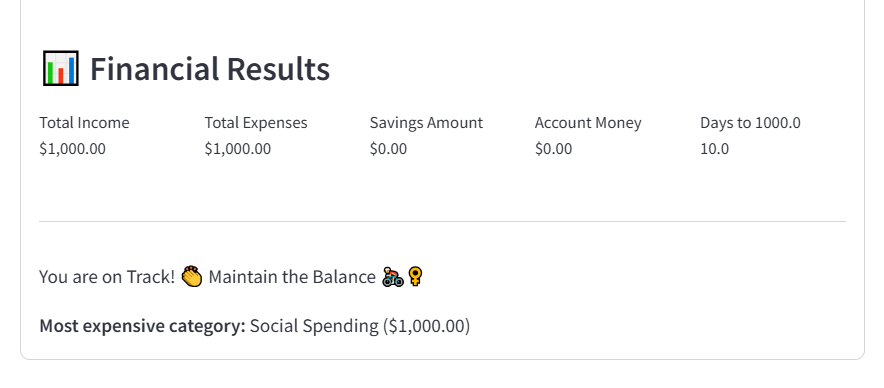 📊 Financial Results
Total Income Total Expenses Savings Amount Account Money Days to 1000.0
$1,000.00 $1,000.00 $0.00 $0.00 10.0
You are on Track! 👏 Maintain the Balance 🚴♀
Most expensive category: Social Spending ($1,000.00)